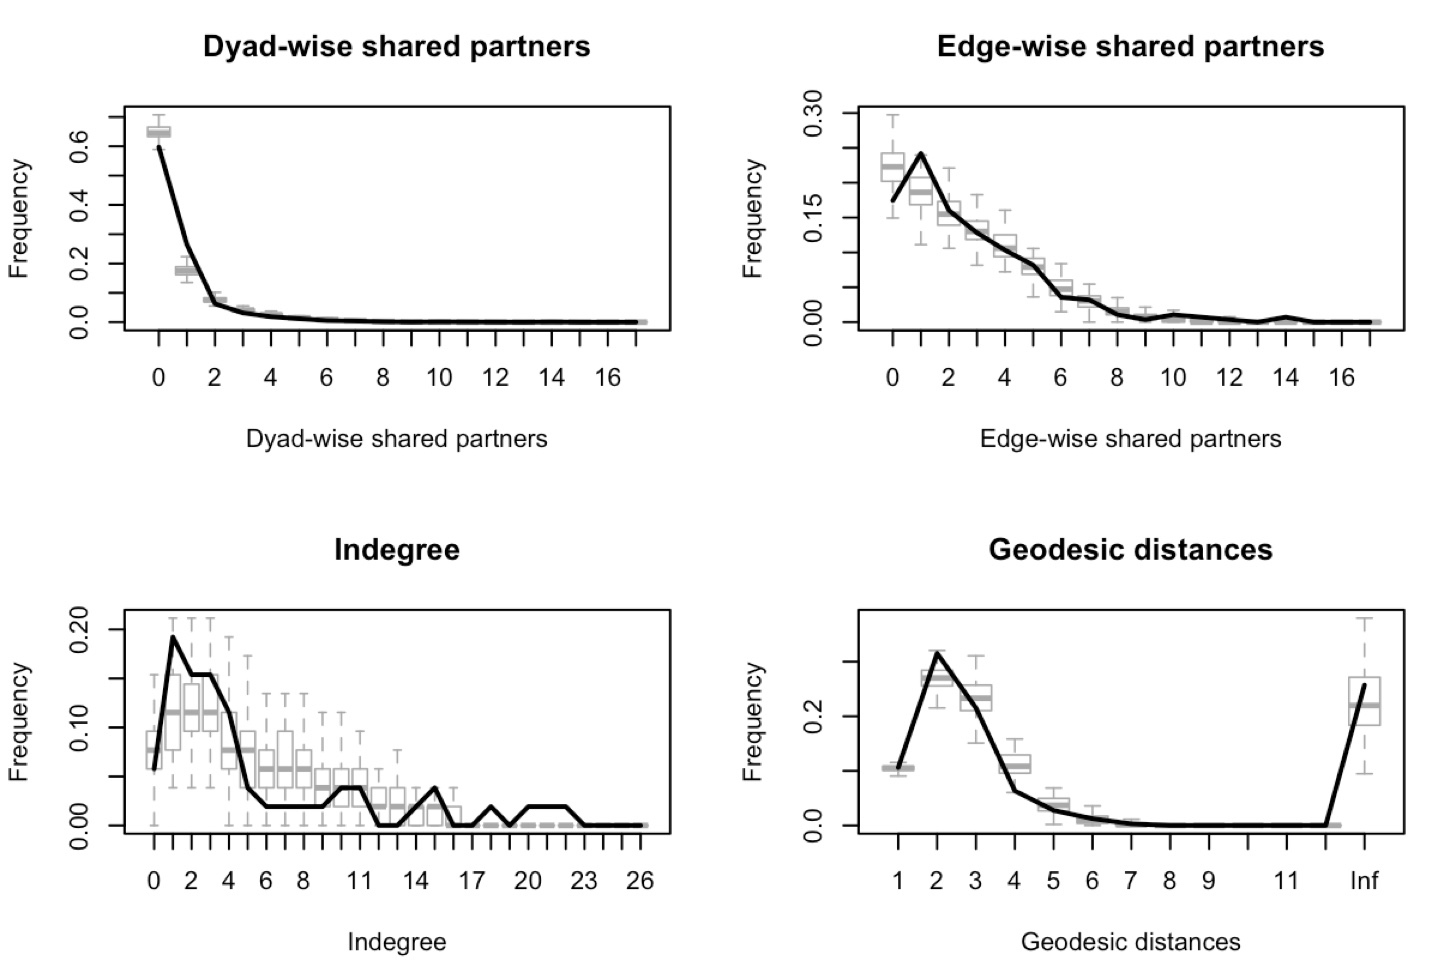 Dyad-wise shared partners
Frequency
0.0 0.2 0.4 0.6
0 2 4 6 8 10 12 14 16
Dyad-wise shared partners
Edge-wise shared partners
Frequency
0.00 0.15 0.30
0 2 4 6 8 10 12 14 16
Edge-wise shared partners
Indegree
Frequency
0.00 0.10 0.20
0 2 4 6 8 11 14 17 20 23 26
Indegree
Geodesic distances
Frequency
0.0 0.2
1 2 3 4 5 6 7 8 9 11 Inf
Geodesic distances